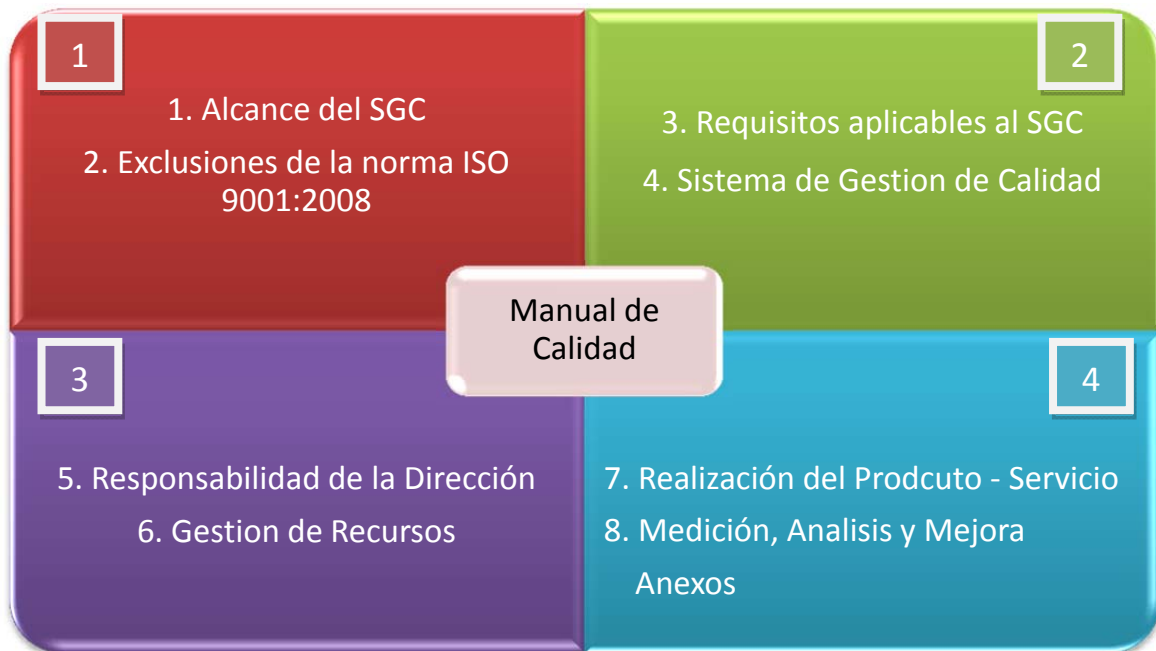 1
1. Alcance del SGC
2. Exclusiones de la norma ISO
9001:2008
2
3. Requisitos aplicables al SGC
4. Sistema de Gestion de Calidad
Manual de
Calidad
3
5. Responsabilidad de la Dirección
6. Gestion de Recursos
4
7. Realización del Prodcuto - Servicio
8. Medición, Analisis y Mejora
Anexos